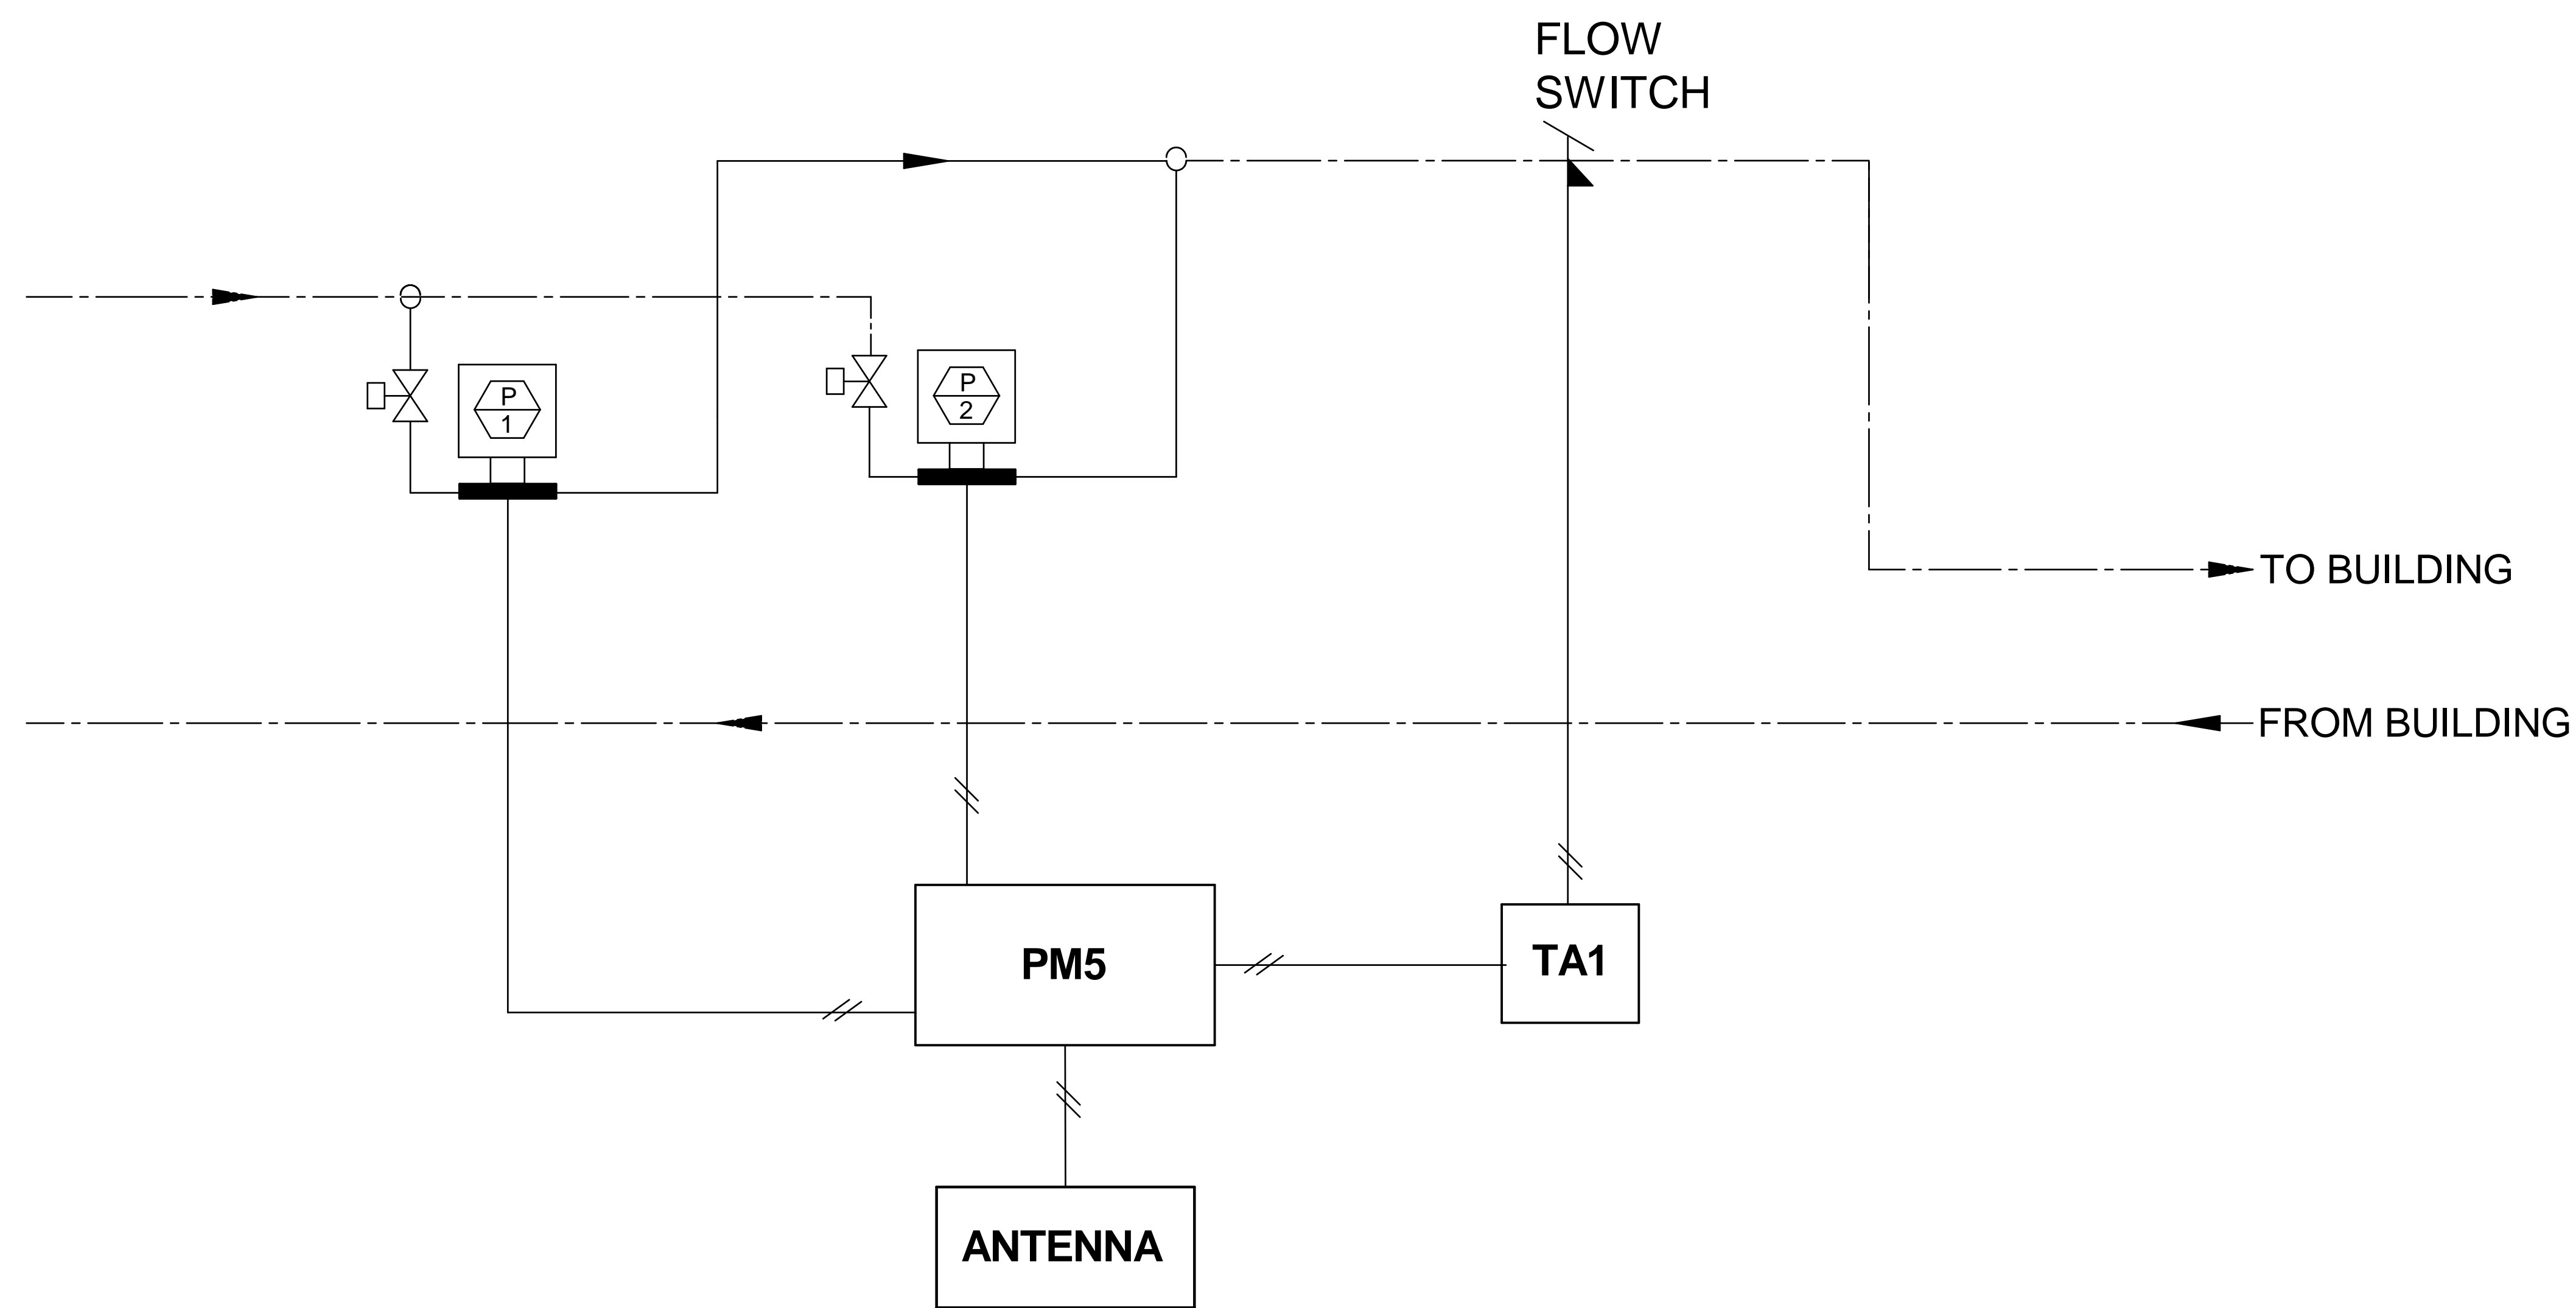 FLOW
SWITCH
P
1
P
2
TO BUILDING
FROM BUILDING
PM5
TA1
ANTENNA